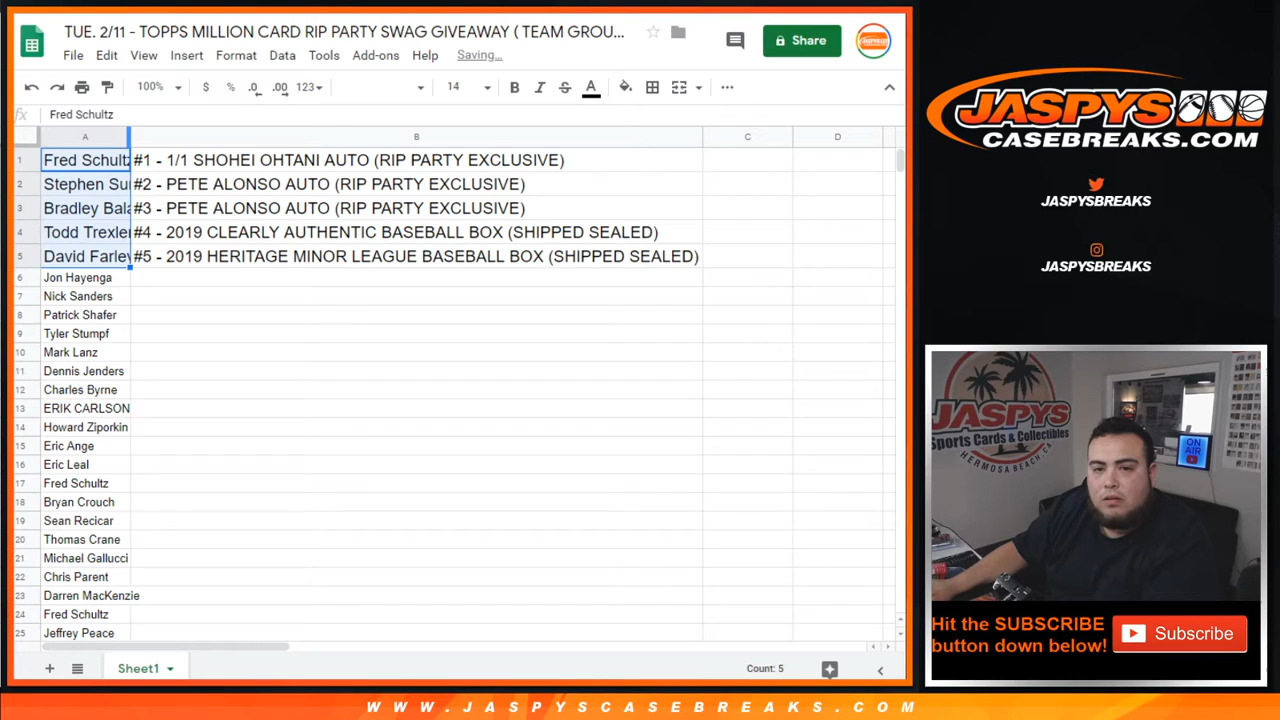 TUE. 2/11 - TOPPS MILLION CARD RIP PARTY SWAG GIVEAWAY ( TEAM GROU...
File Edit View Insert Format Data Tools Add-ons Help Saving...
Share
100% $ % .0 .00 123 14 B I S A
fx Fred Schultz
A B C D
1 Fred Schultz #1 - 1/1 SHOHEI OHTANI AUTO (RIP PARTY EXCLUSIVE)
2 Stephen Su #2 - PETE ALONSO AUTO (RIP PARTY EXCLUSIVE)
3 Bradley Bala #3 - PETE ALONSO AUTO (RIP PARTY EXCLUSIVE)
4 Todd Trexler #4 - 2019 CLEARLY AUTHENTIC BASEBALL BOX (SHIPPED SEALED)
5 David Farley #5 - 2019 HERITAGE MINOR LEAGUE BASEBALL BOX (SHIPPED SEALED)
6 Jon Hayenga
7 Nick Sanders
8 Patrick Shafer
9 Tyler Stumpf
10 Mark Lanz
11 Dennis Jenders
12 Charles Byrne
13 ERIK CARLSON
14 Howard Ziporkin
15 Eric Ange
16 Eric Leal
17 Fred Schultz
18 Bryan Crouch
19 Sean Recicar
20 Thomas Crane
21 Michael Gallucci
22 Chris Parent
23 Darren MacKenzie
24 Fred Schultz
25 Jeffrey Peace
Sheet1
Count: 5
JASPYS
CASEBREAKS.COM
JASPYSBREAKS
JASPYSBREAKS
JASPYS
Sports Cards & Collectibles
HERMOSA BEACH, CA
ON
AIR
Hit the SUBSCRIBE
button down below!
Subscribe
WWW.JASPYSCASEBREAKS.COM